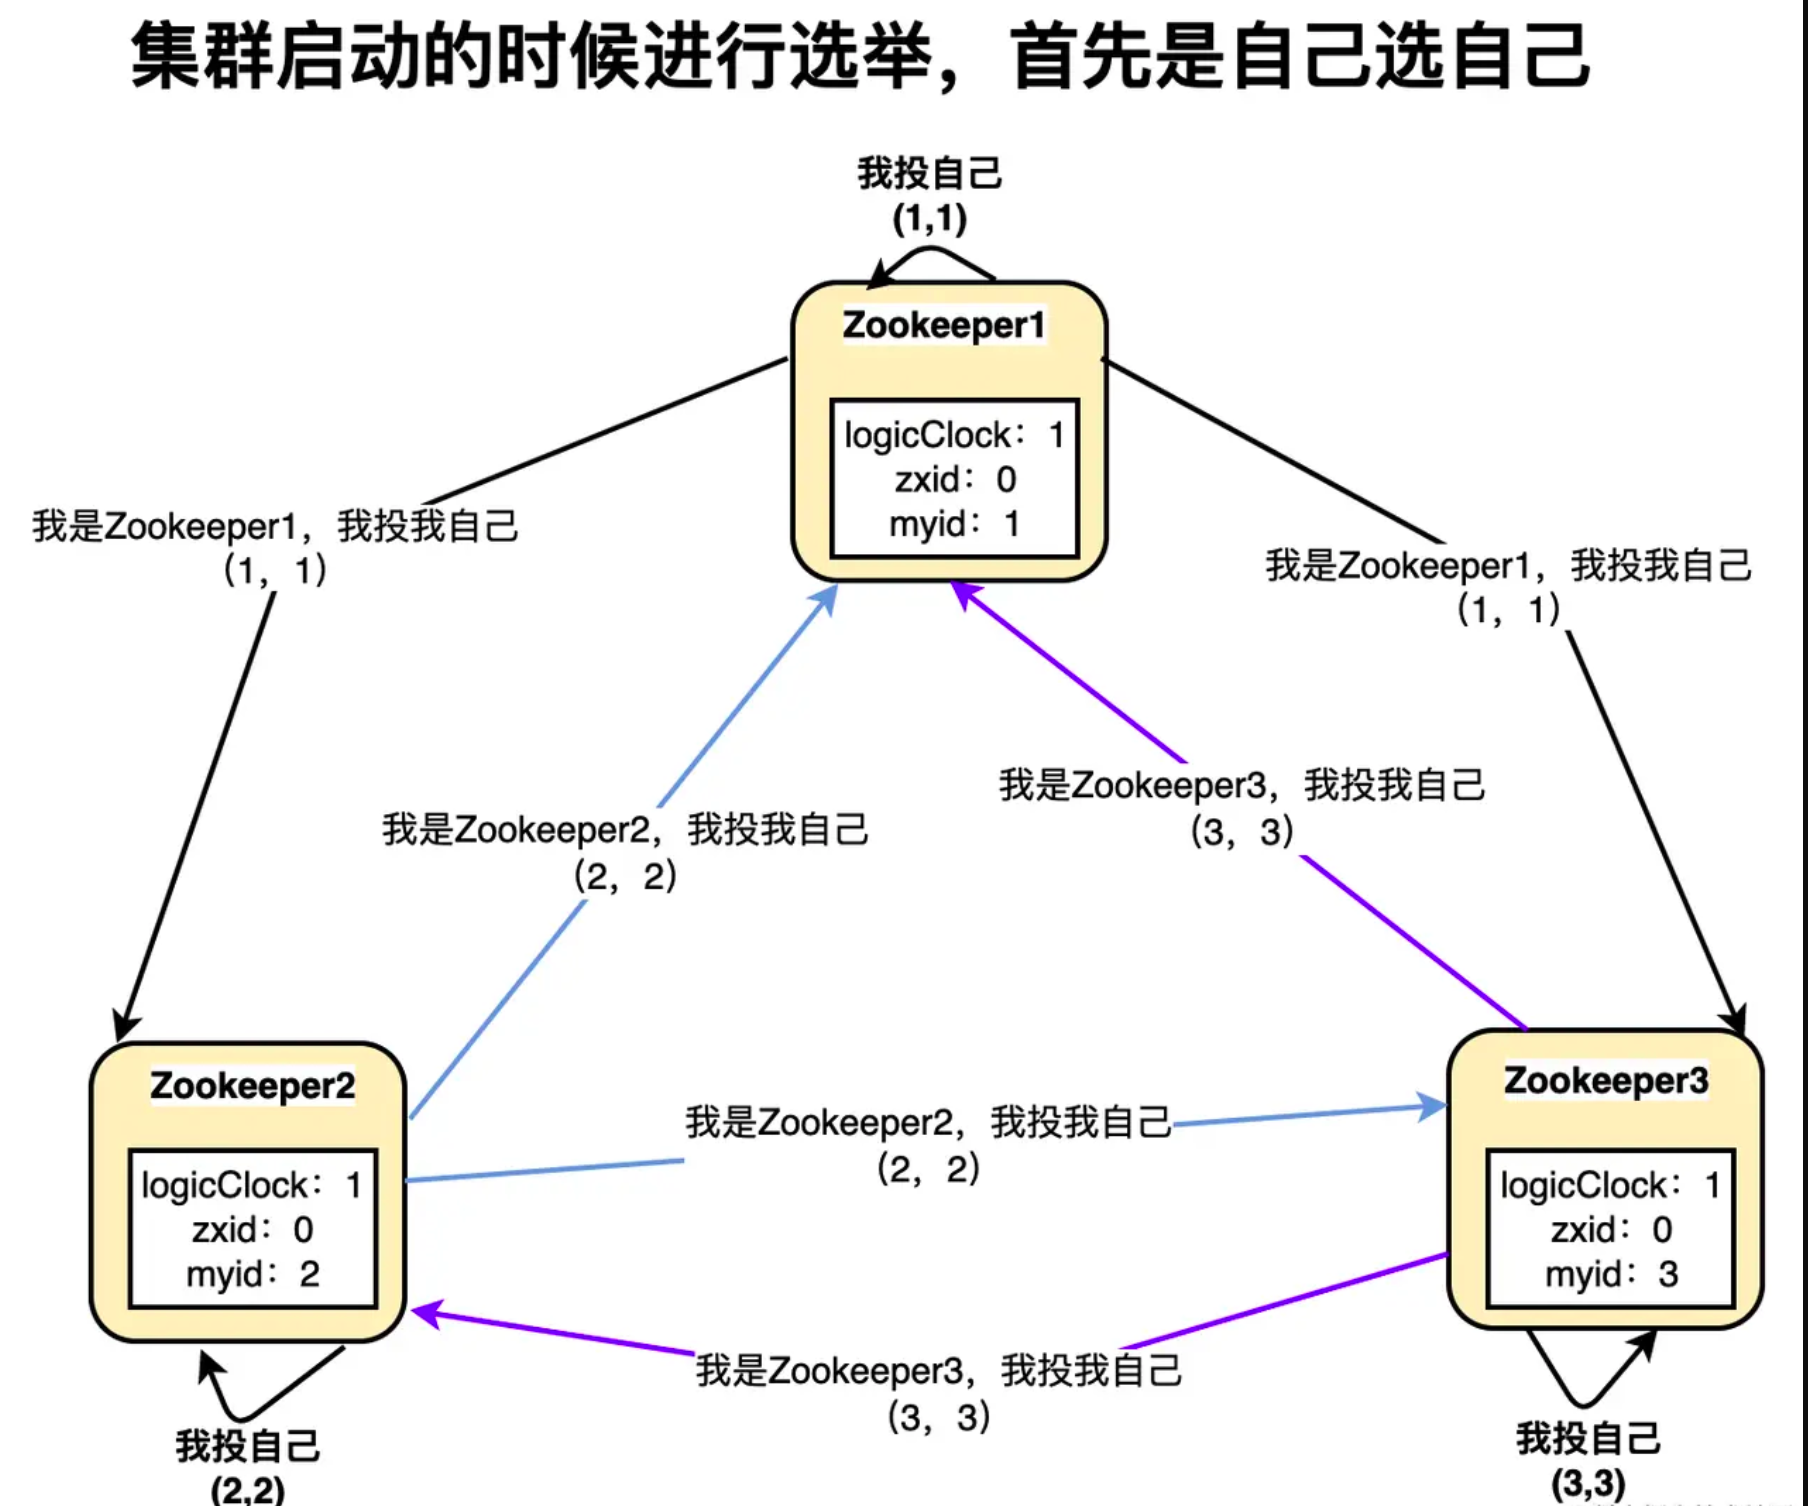 集群启动的时候进行选举，首先是自己选自己
我投自己
(1,1)
Zookeeper1
logicClock：1
zxid：0
myid：1
我是Zookeeper1，我投我自己
（1，1）
我是Zookeeper1，我投我自己
（1，1）
我是Zookeeper3，我投我自己
（3，3）
我是Zookeeper2，我投我自己
（2，2）
Zookeeper2
logicClock：1
zxid：0
myid：2
我投自己
(2,2)
我是Zookeeper2，我投我自己
（2，2）
我是Zookeeper3，我投我自己
（3，3）
Zookeeper3
logicClock：1
zxid：0
myid：3
我投自己
(3,3)